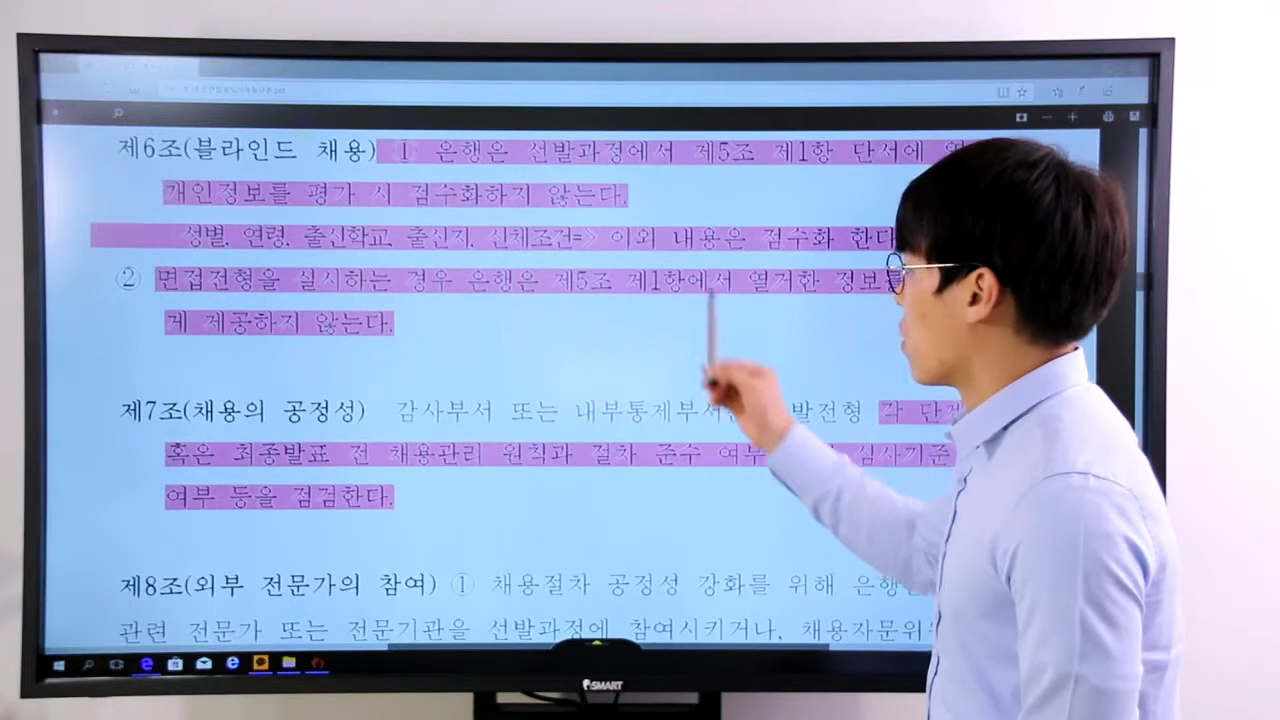 제6조(블라인드 채용) ① 은행은 선발과정에서 제5조 제1항 단서에
개인정보를 평가 시 점수화하지 않는다.
성별, 연령, 출신학교, 출신지, 신체조건=> 이외 내용은 점수화 한다
② 면접전형을 실시하는 경우 은행은 제5조 제1항에서 열거한 정보를
게 제공하지 않는다.
제7조(채용의 공정성) 감사부서 또는 내부통제부서 발전형 각
혹은 최종발표 전 채용관리 원칙과 절차 준수 여부 심사기준
여부 등을 점검한다.
제8조(외부 전문가의 참여) ① 채용절차 공정성 강화를 위해
관련 전문가 또는 전문기관을 선발과정에 참여시키거나,
SMART